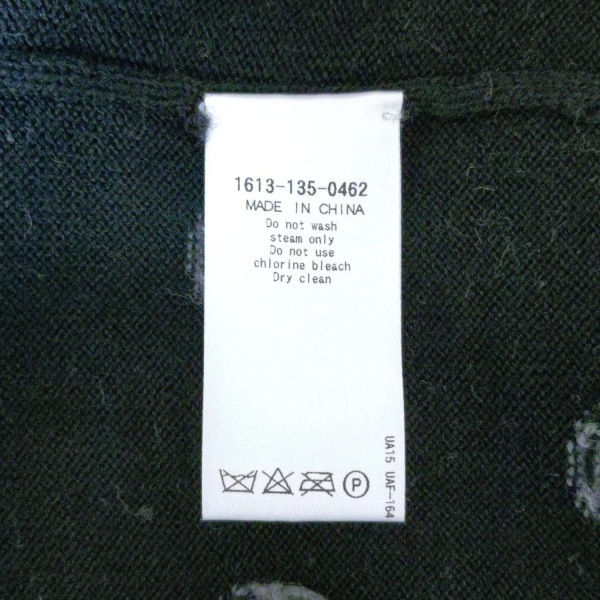 1613-135-0462
MADE IN CHINA
Do not wash
steam only
Do not use
chlorine bleach
Dry clean
P
UA15 UAF-164